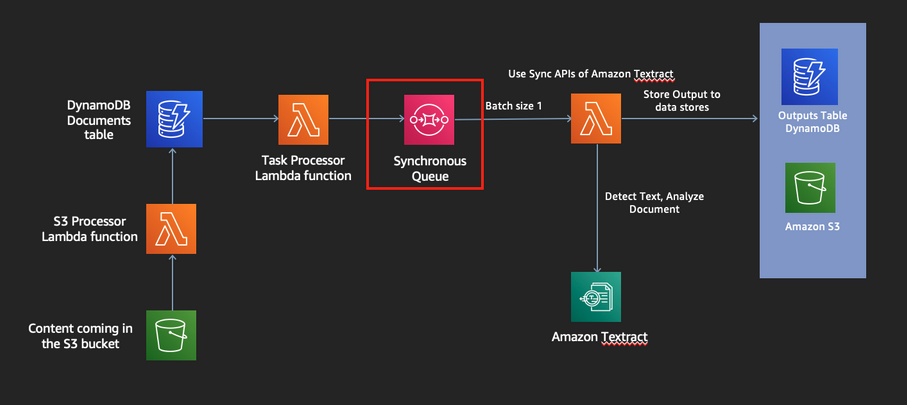 Use Sync APIs of Amazon Textract
DynamoDB
Documents
table
Batch size 1
Store Output to
data stores
Outputs Table
DynamoDB
Task Processor
Lambda function
Synchronous
Queue
Detect Text, Analyze
Document
S3 Processor
Lambda function
Amazon S3
Content coming in
the S3 bucket
Amazon Textract